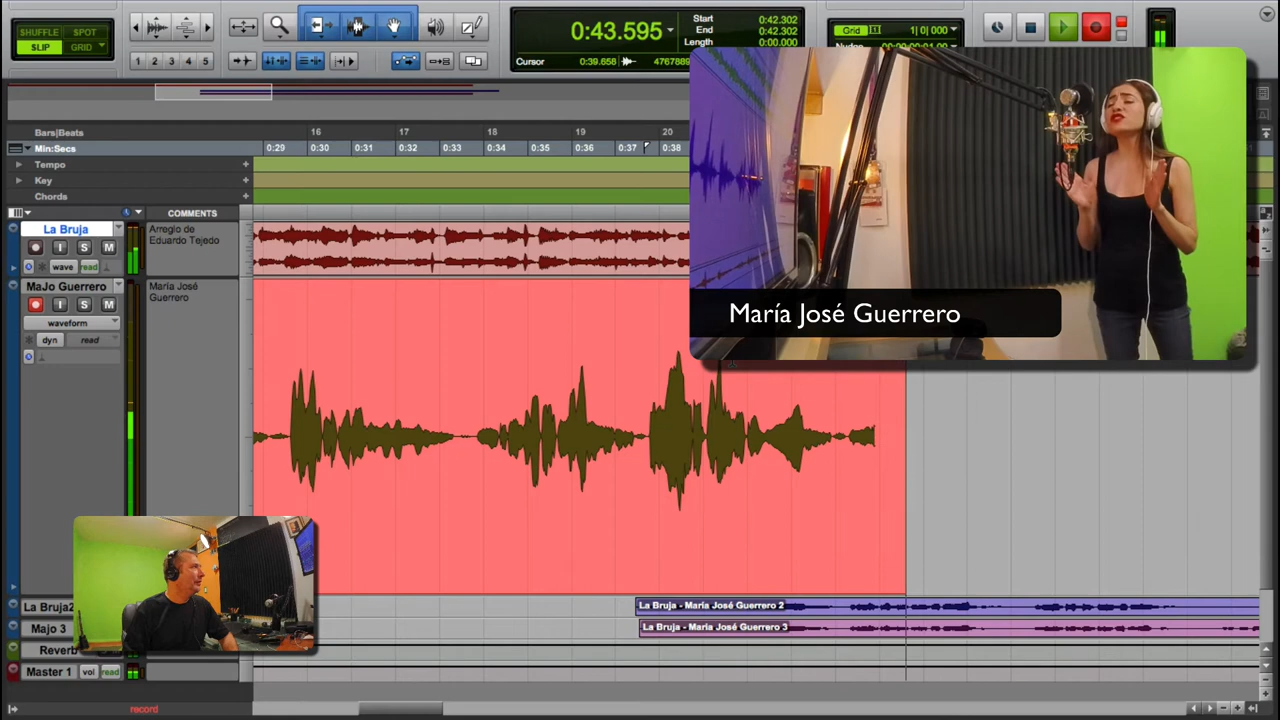 SHUFFLE SPOT
SLIP GRID
1 2 3 4 5
0:43.595
Start 0:42.302
End 0:42.302
Length 0:00.000
Cursor 0:39.658
Grid 1| 0| 000
Bars|Beats 16 17 18 19 20
Min:Secs 0:29 0:30 0:31 0:32 0:33 0:34 0:35 0:36 0:37 0:38
Tempo
Key
Chords
COMMENTS
La Bruja
Arreglo de
Eduardo Tejedo
I S M
wave read
MaJo Guerrero
María José
Guerrero
I S M
waveform
dyn read
María José Guerrero
La Bruja2
La Bruja - Maria José Guerrero 2
Majo 3
La Bruja - Maria José Guerrero 3
Reverb
Master 1 vol read
record